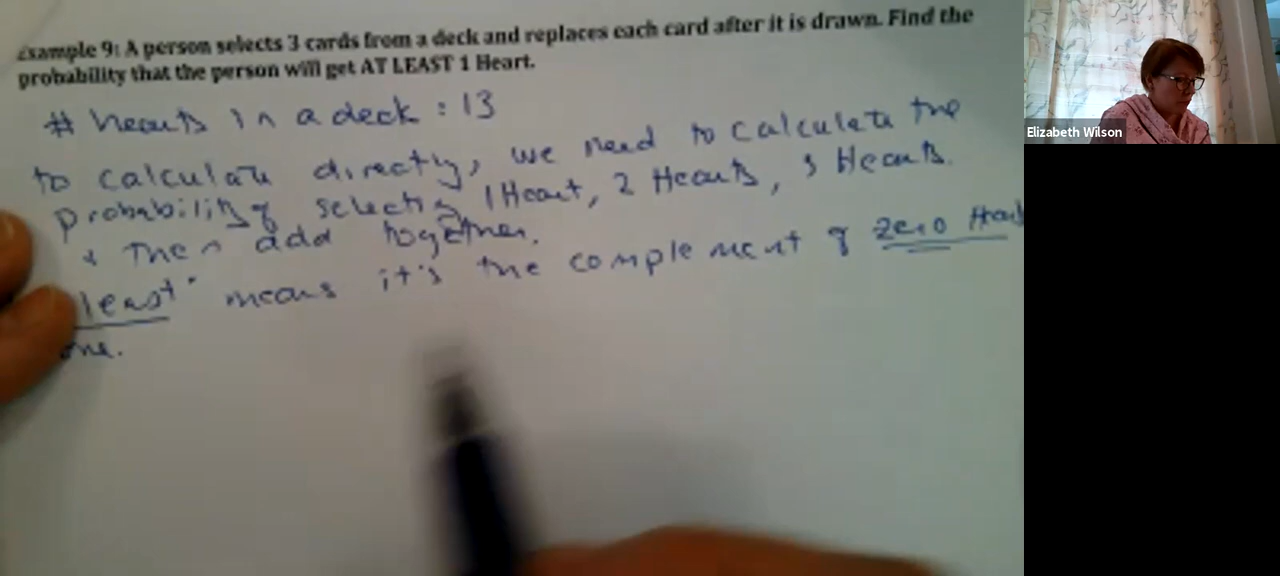 Example 9: A person selects 3 cards from a deck and replaces each card after it is drawn. Find the
probability that the person will get AT LEAST 1 Heart.
# hearts in a deck : 13
to calculate directly, we need to calculate the
probability of selecting 1 Heart, 2 Hearts, 3 Hearts.
& then add together.
least" means it's the complement of zero Heart
one.
Elizabeth Wilson